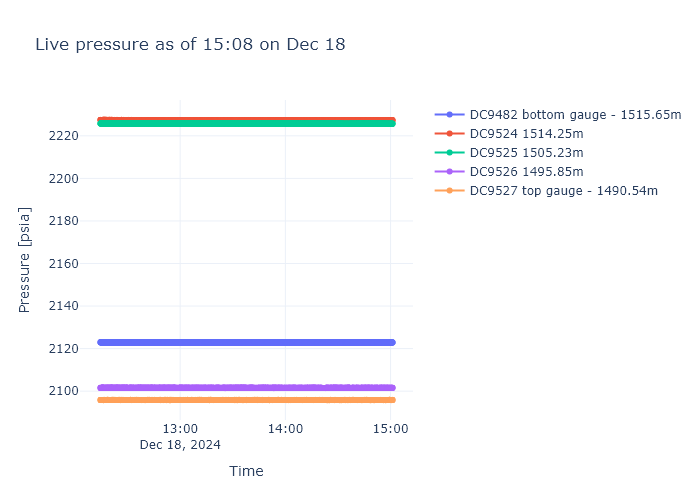 Live pressure as of 15:08 on Dec 18
DC9482 bottom gauge - 1515.65m
DC9524 1514.25m
DC9525 1505.23m
DC9526 1495.85m
DC9527 top gauge - 1490.54m
Pressure [psia]
2220
2200
2180
2160
2140
2120
2100
13:00
14:00
15:00
Dec 18, 2024
Time